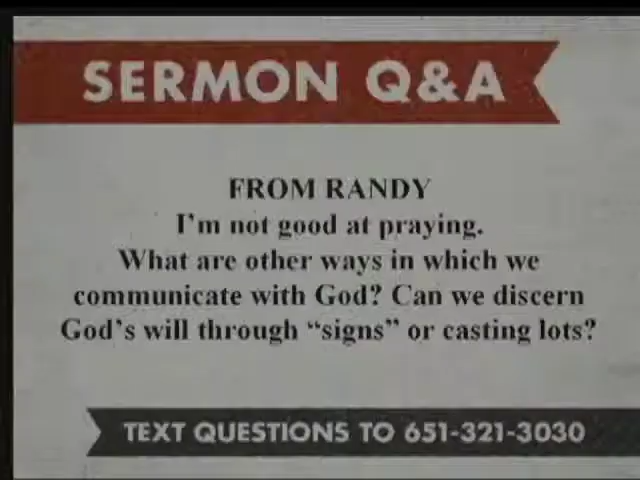 SERMON Q&A
FROM RANDY
I'm not good at praying.
What are other ways in which we
communicate with God? Can we discern
God's will through “signs” or casting lots?
TEXT QUESTIONS TO 651-321-3030